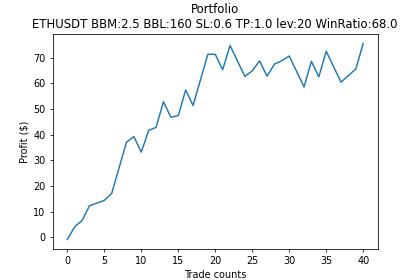 Portfolio
ETHUSDT BBM:2.5 BBL:160 SL:0.6 TP:1.0 lev:20 WinRatio:68.0
70
60
50
40
30
20
10
0
Profit ($)
0 5 10 15 20 25 30 35 40
Trade counts